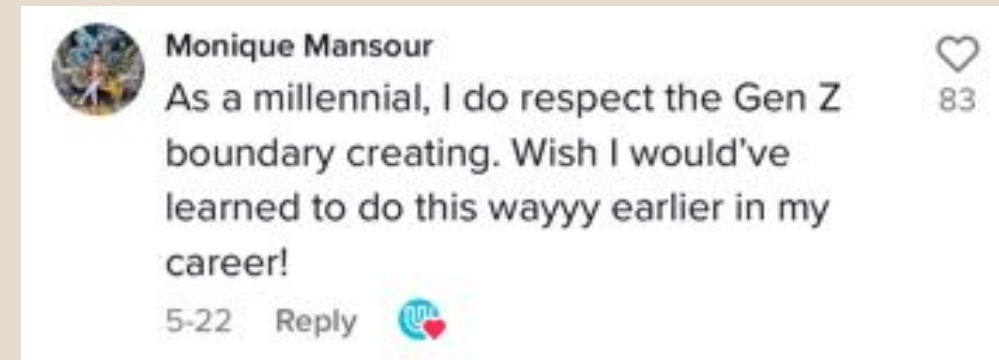 Monique Mansour
As a millennial, I do respect the Gen Z
83
boundary creating. Wish I would've
learned to do this wayyy earlier in my
career!
5-22 Reply